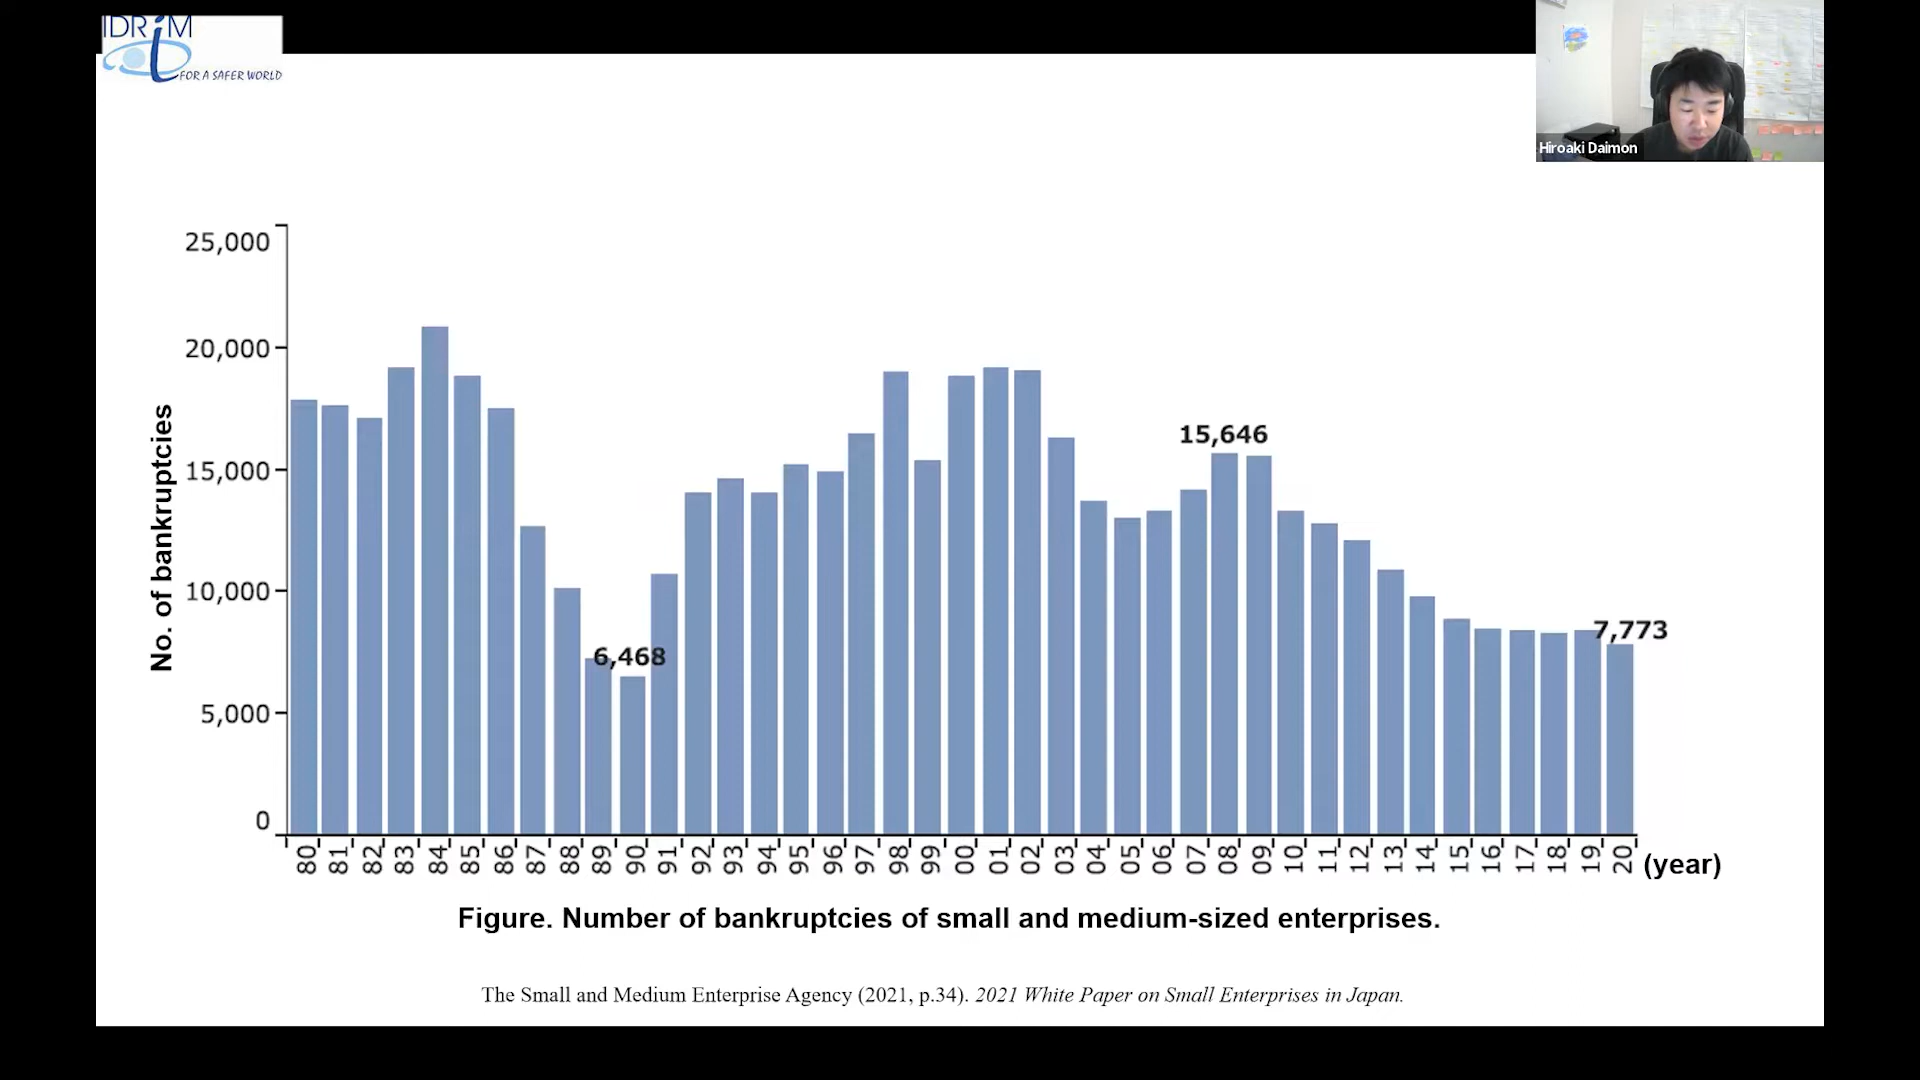 IDRiM
FOR A SAFER WORLD
Hiroaki Daimon
No. of bankruptcies
25,000
20,000
15,000
10,000
5,000
0
15,646
6,468
7,773
80 81 82 83 84 85 86 87 88 89 90 91 92 93 94 95 96 97 98 99 00 01 02 03 04 05 06 07 08 09 10 11 12 13 14 15 16 17 18 19 20 (year)
Figure. Number of bankruptcies of small and medium-sized enterprises.
The Small and Medium Enterprise Agency (2021, p.34). 2021 White Paper on Small Enterprises in Japan.